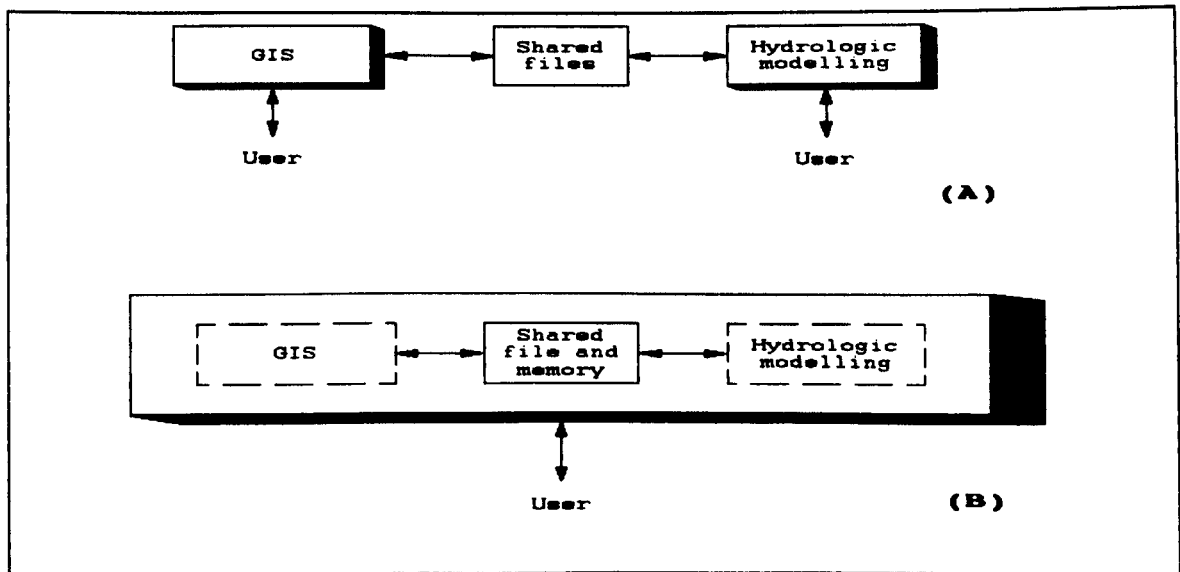 GIS
Shared
files
Hydrologic
modelling
User
User
(A)
GIS
Shared
file and
memory
Hydrologic
modelling
User
(B)